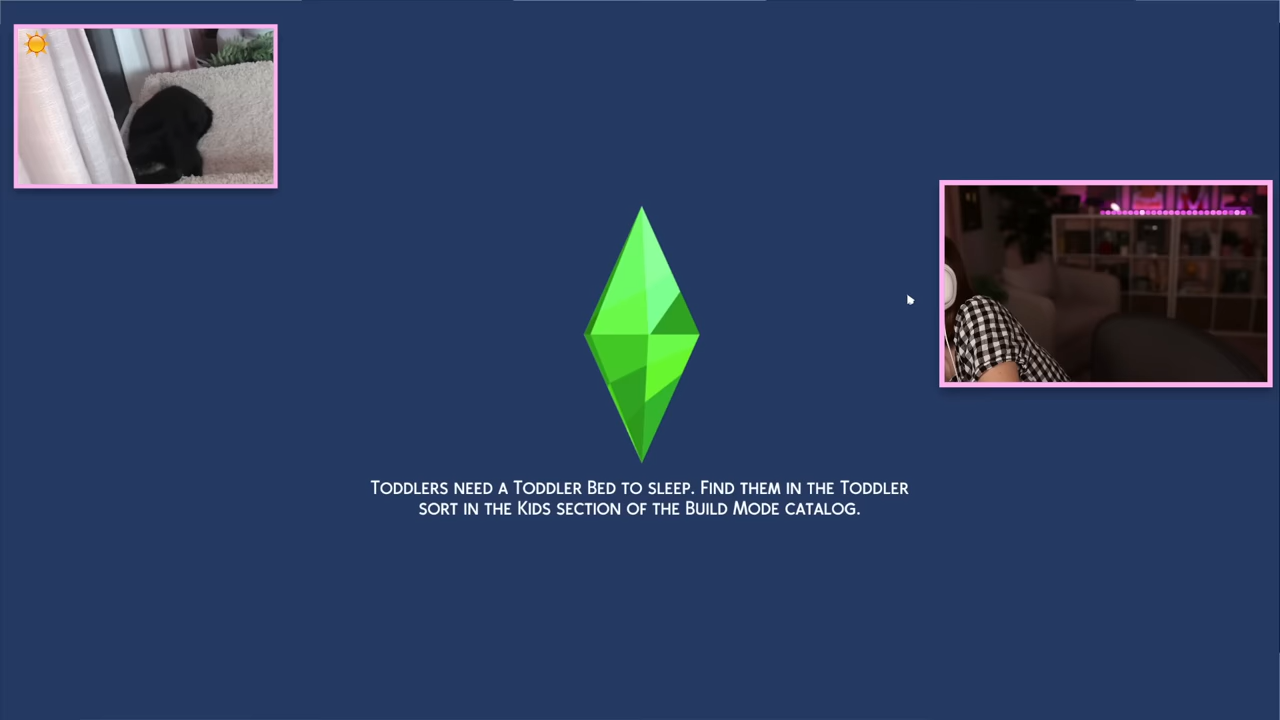 Toddlers need a Toddler Bed to sleep. Find them in the Toddler
sort in the Kids section of the Build Mode catalog.